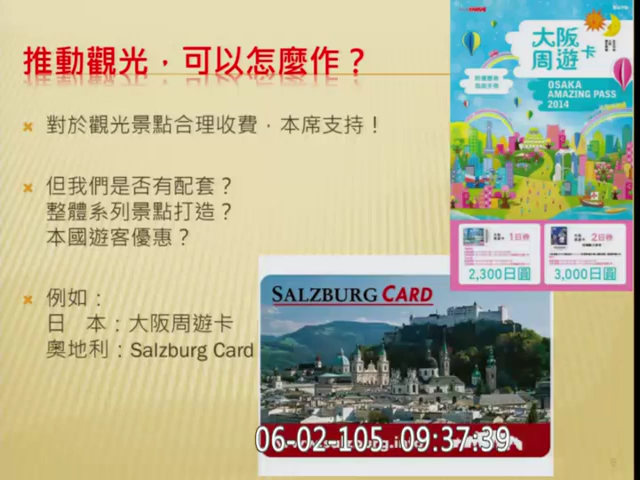 推動觀光，可以怎麼作？
對於觀光景點合理收費，本席支持！
但我們是否有配套？
整體系列景點打造？
本國遊客優惠？
例如：
日　本：大阪周遊卡
奧地利：Salzburg Card
大阪
周遊卡
OSAKA
AMAZING PASS
2014
1日券
2日券
2,300日圓
3,000日圓
SALZBURG CARD
06-02-105 09:37:39